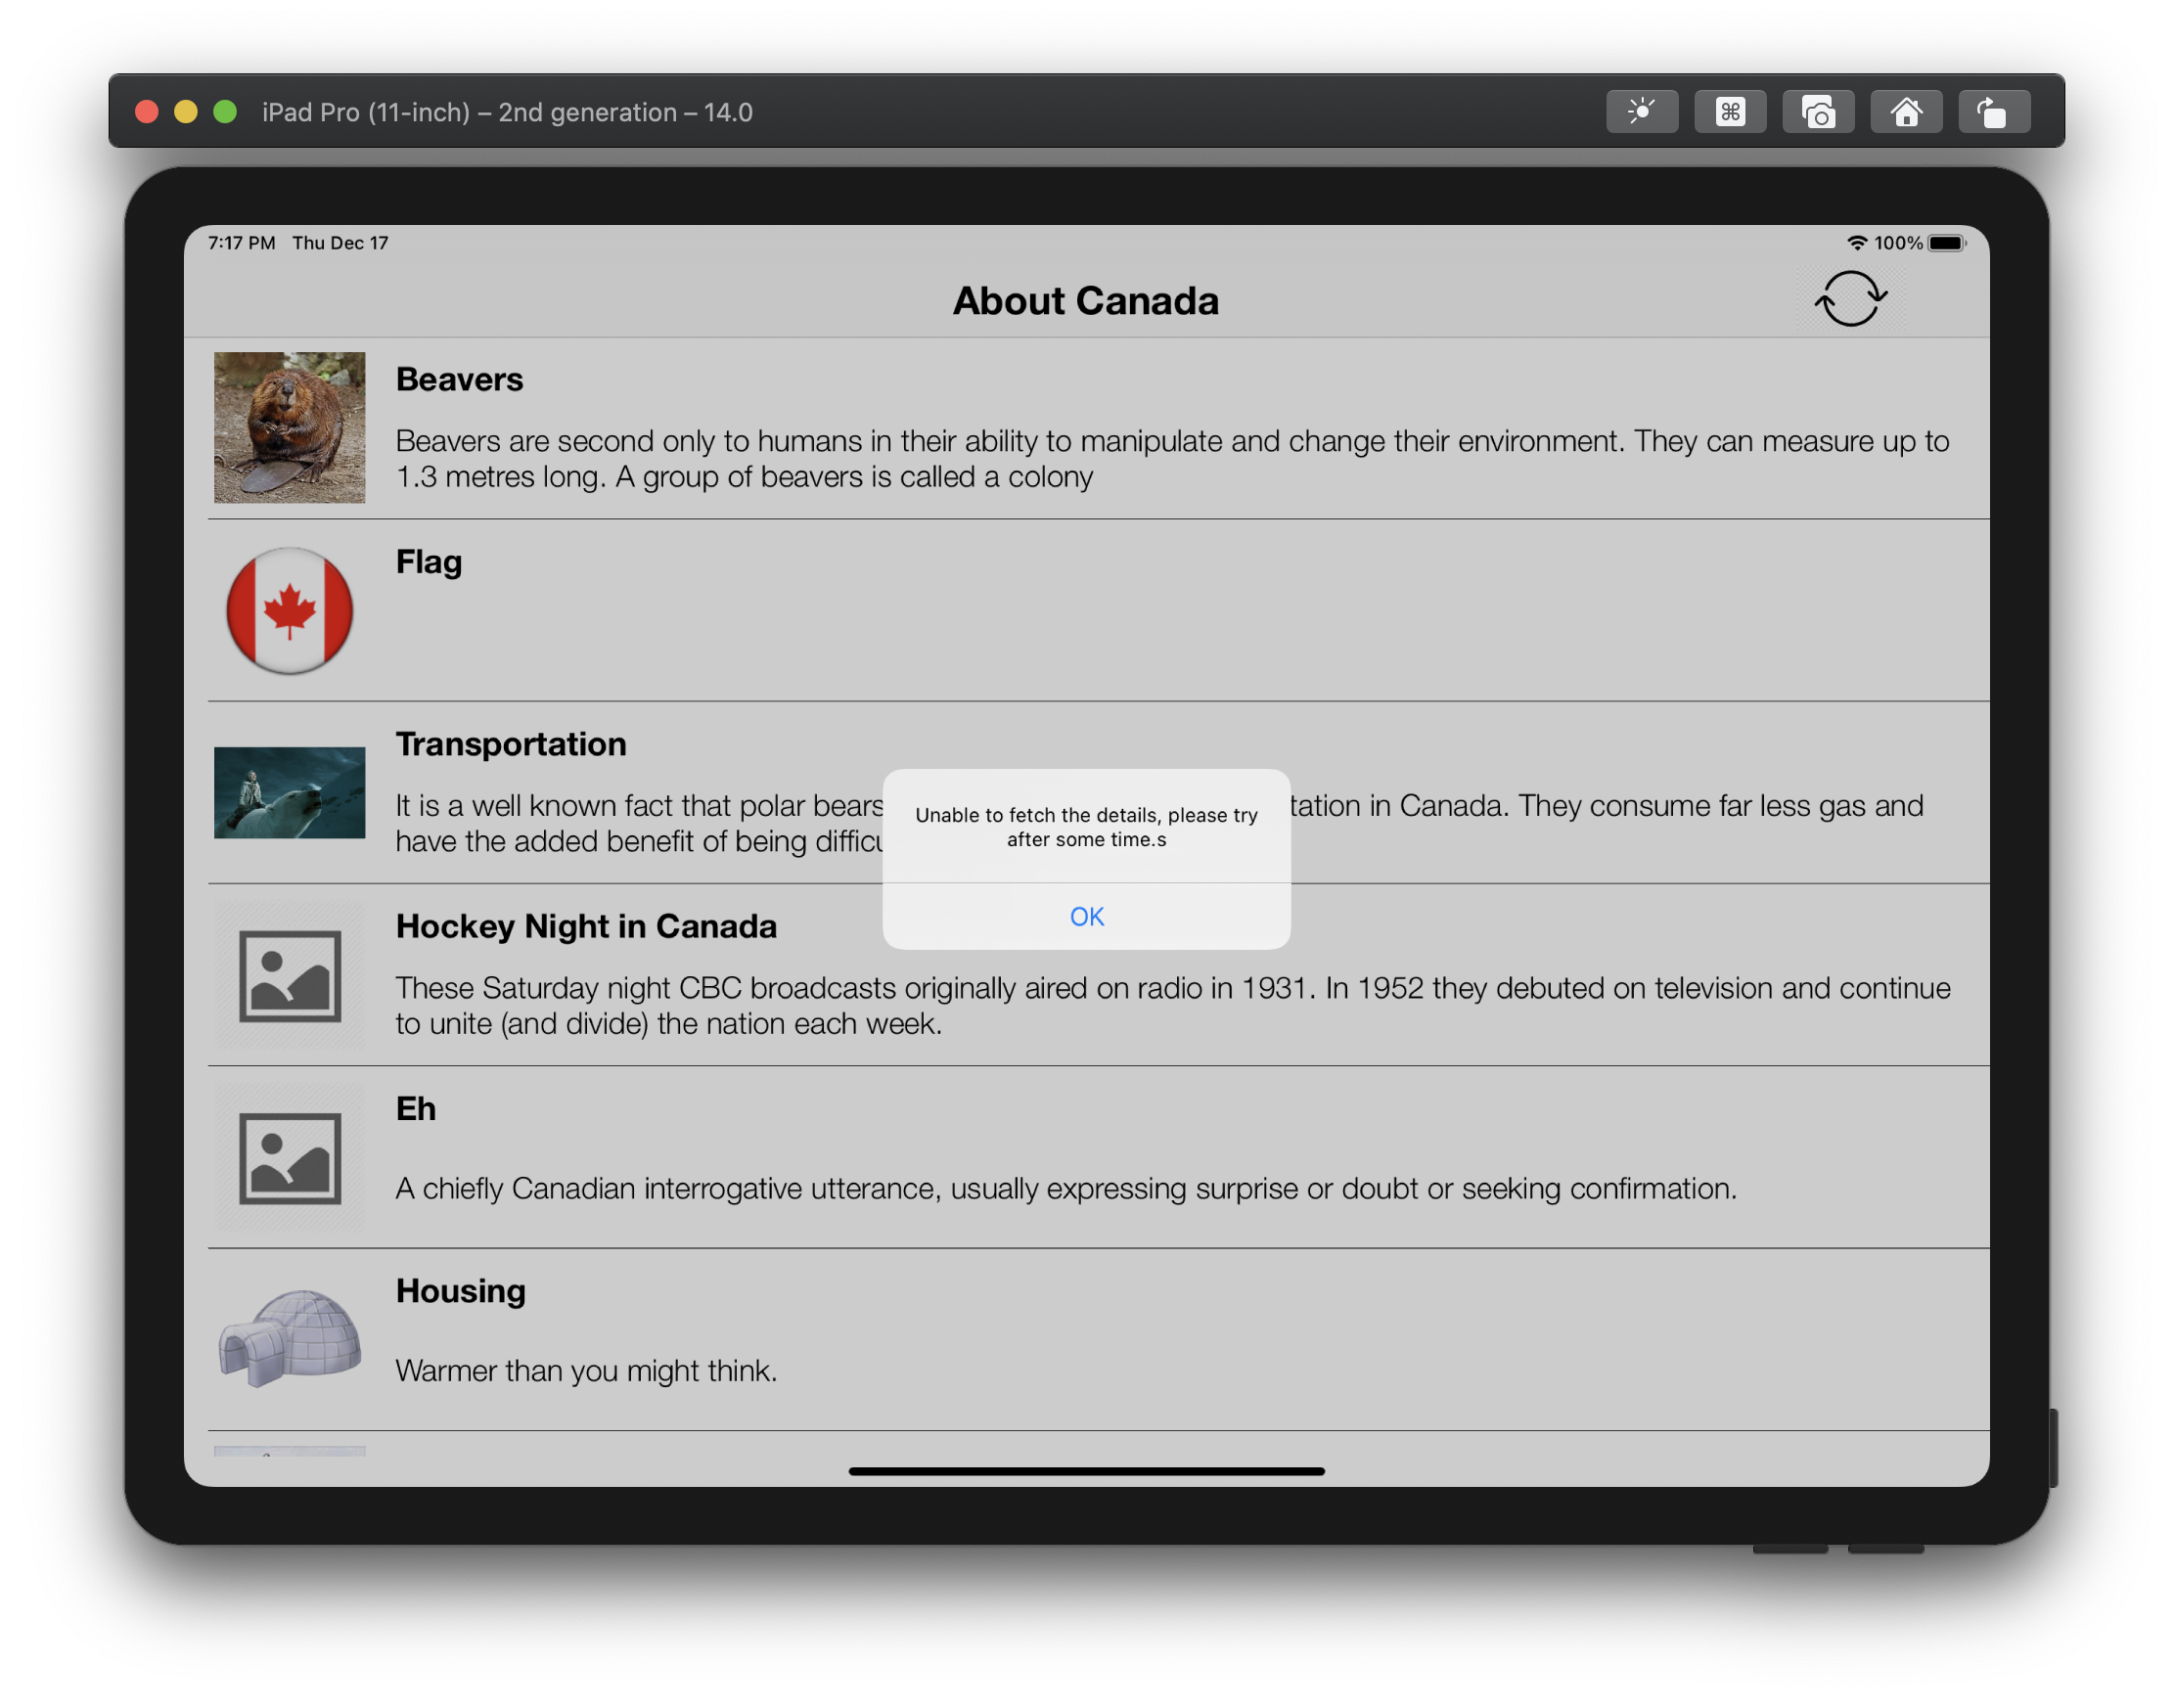 iPad Pro (11-inch) – 2nd generation – 14.0
7:17 PM Thu Dec 17
100%
About Canada
Beavers
Beavers are second only to humans in their ability to manipulate and change their environment. They can measure up to
1.3 metres long. A group of beavers is called a colony
Flag
Transportation
It is a well known fact that polar bears
tation in Canada. They consume far less gas and
have the added benefit of being
Unable to fetch the details, please try
after some time.s
OK
Hockey Night in Canada
These Saturday night CBC broadcasts originally aired on radio in 1931. In 1952 they debuted on television and continue
to unite (and divide) the nation each week.
Eh
A chiefly Canadian interrogative utterance, usually expressing surprise or doubt or seeking confirmation.
Housing
Warmer than you might think.